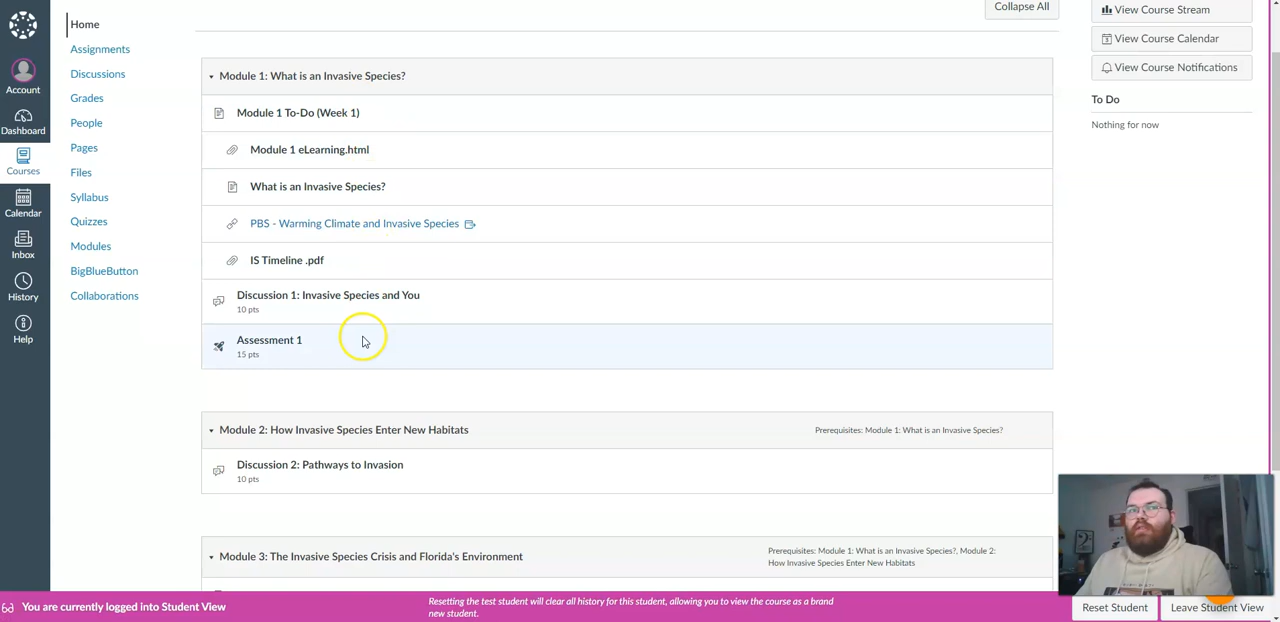 Account
Dashboard
Courses
Calendar
Inbox
History
Help
Home
Assignments
Discussions
Grades
People
Pages
Files
Syllabus
Quizzes
Modules
BigBlueButton
Collaborations
Collapse All
Module 1: What is an Invasive Species?
Module 1 To-Do (Week 1)
Module 1 eLearning.html
What is an Invasive Species?
PBS - Warming Climate and Invasive Species
IS Timeline .pdf
Discussion 1: Invasive Species and You
10 pts
Assessment 1
15 pts
Module 2: How Invasive Species Enter New Habitats
Prerequisites: Module 1: What is an Invasive Species?
Discussion 2: Pathways to Invasion
10 pts
Module 3: The Invasive Species Crisis and Florida's Environment
Prerequisites: Module 1: What is an Invasive Species?, Module 2:
How Invasive Species Enter New Habitats
View Course Stream
View Course Calendar
View Course Notifications
To Do
Nothing for now
You are currently logged into Student View
Resetting the test student will clear all history for this student, allowing you to view the course as a brand
new student.
Reset Student
Leave Student View